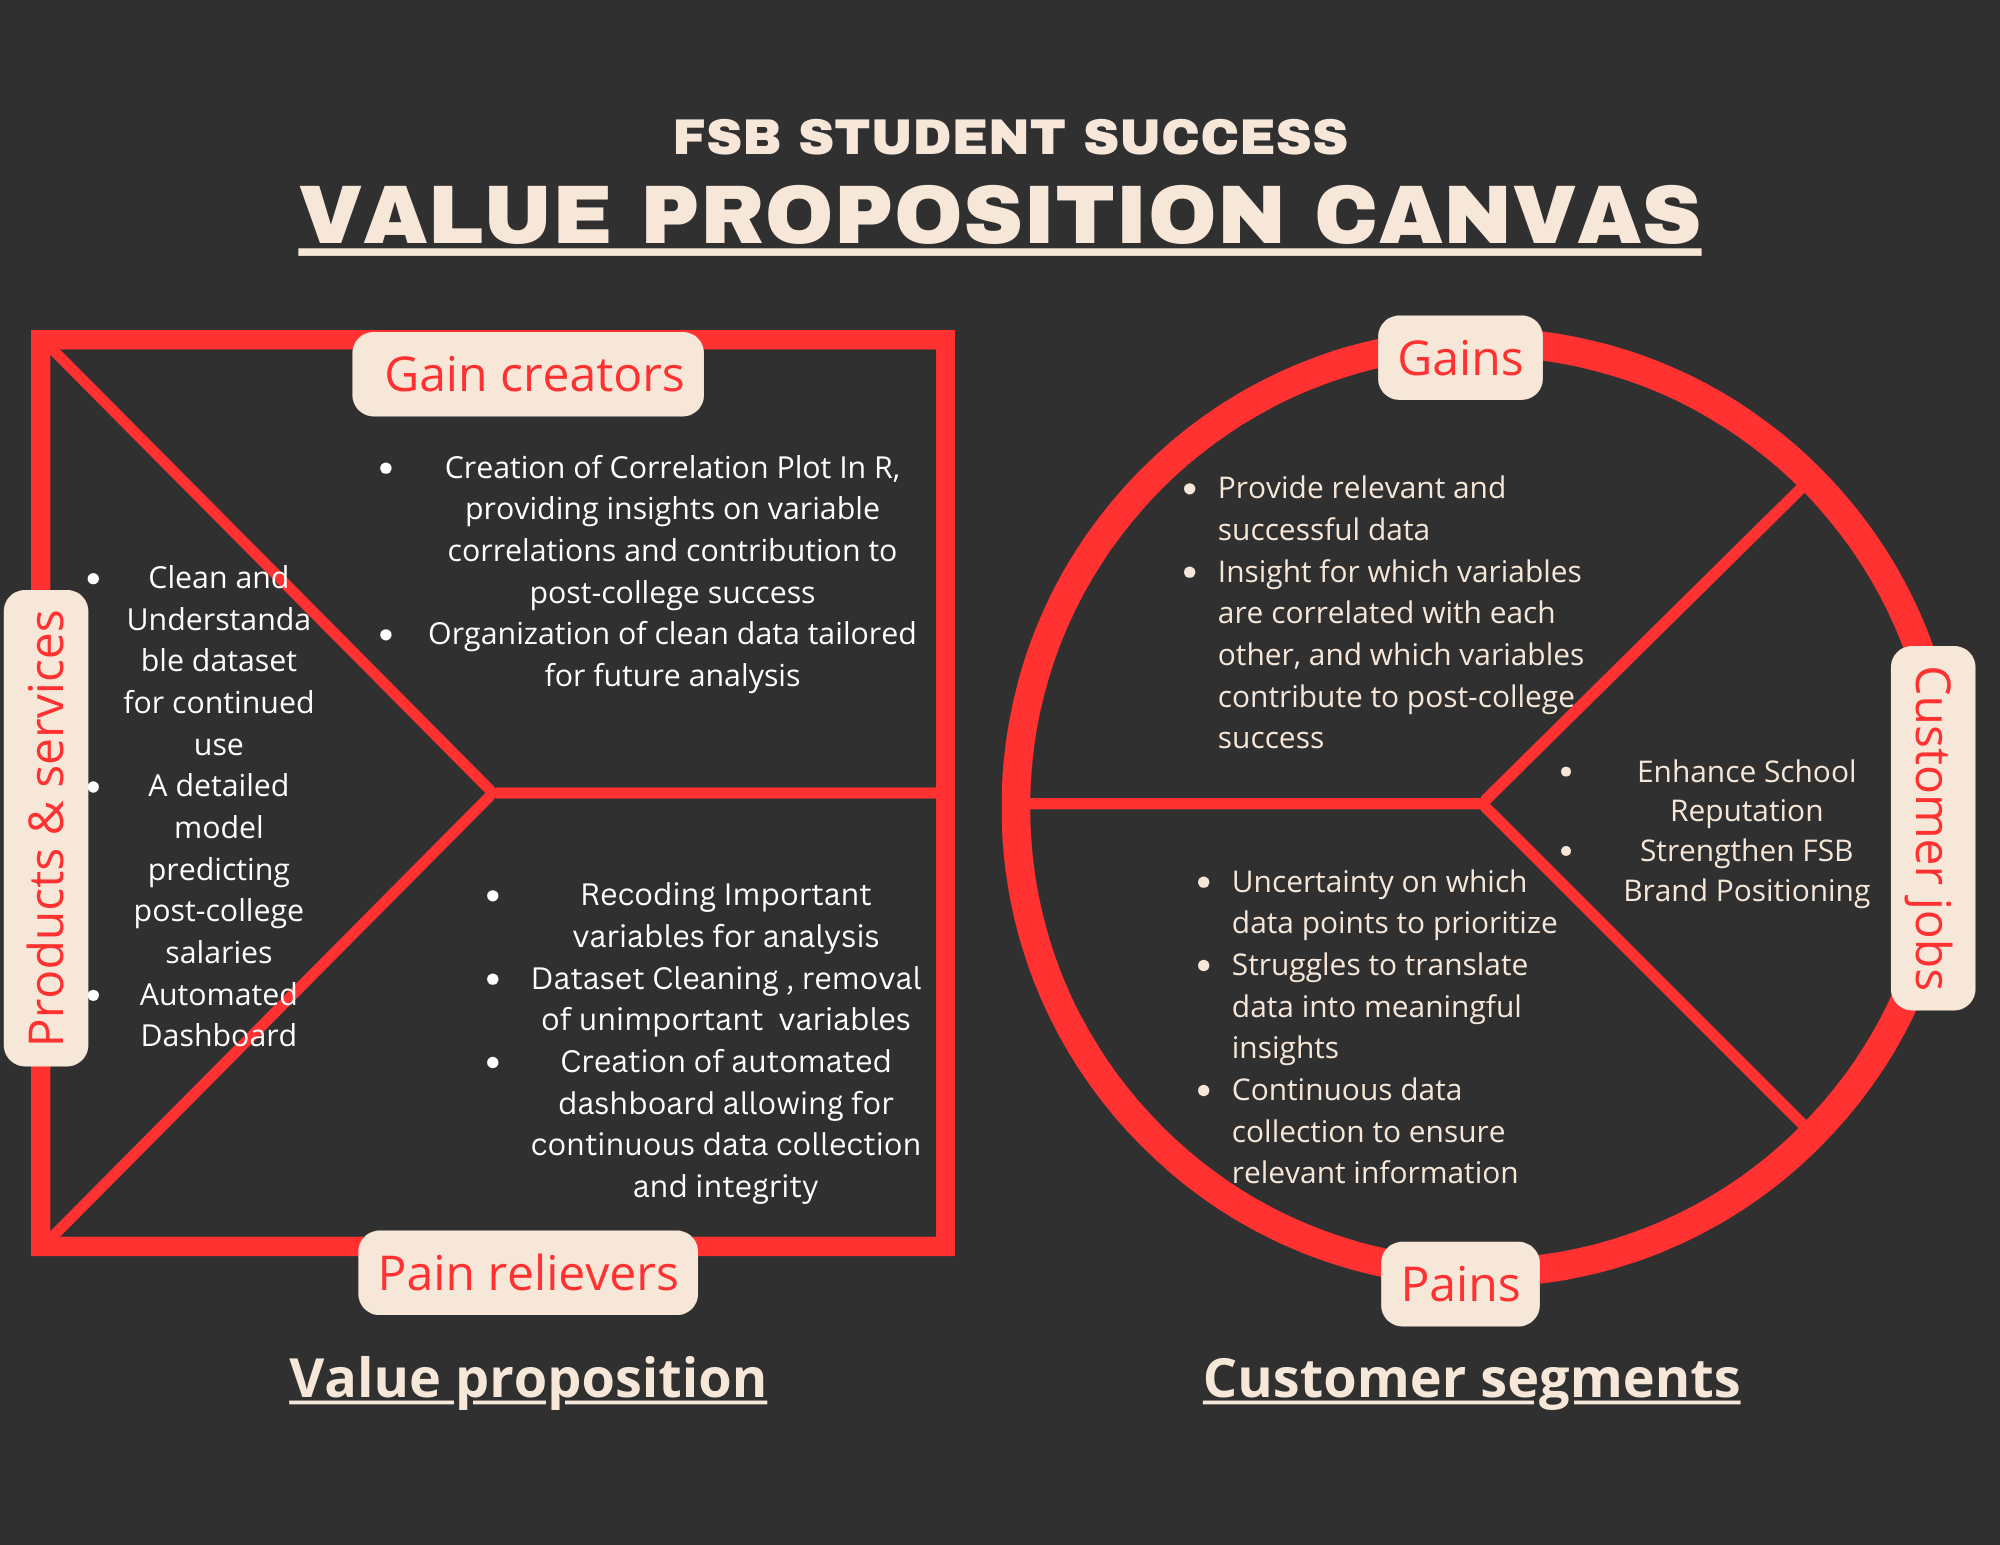 FSB STUDENT SUCCESS
VALUE PROPOSITION CANVAS
Gain creators
• Creation of Correlation Plot In R,
providing insights on variable
correlations and contribution to
post-college success
• Organization of clean data tailored
for future analysis
Products & services
• Clean and
Understanda
ble dataset
for continued
use
• A detailed
model
predicting
post-college
salaries
• Automated
Dashboard
• Recoding Important
variables for analysis
• Dataset Cleaning , removal
of unimportant  variables
• Creation of automated
dashboard allowing for
continuous data collection
and integrity
Pain relievers
Value proposition
Gains
• Provide relevant and
successful data
• Insight for which variables
are correlated with each
other, and which variables
contribute to post-college
success
Customer jobs
• Enhance School
Reputation
• Strengthen FSB
Brand Positioning
• Uncertainty on which
data points to prioritize
• Struggles to translate
data into meaningful
insights
• Continuous data
collection to ensure
relevant information
Pains
Customer segments